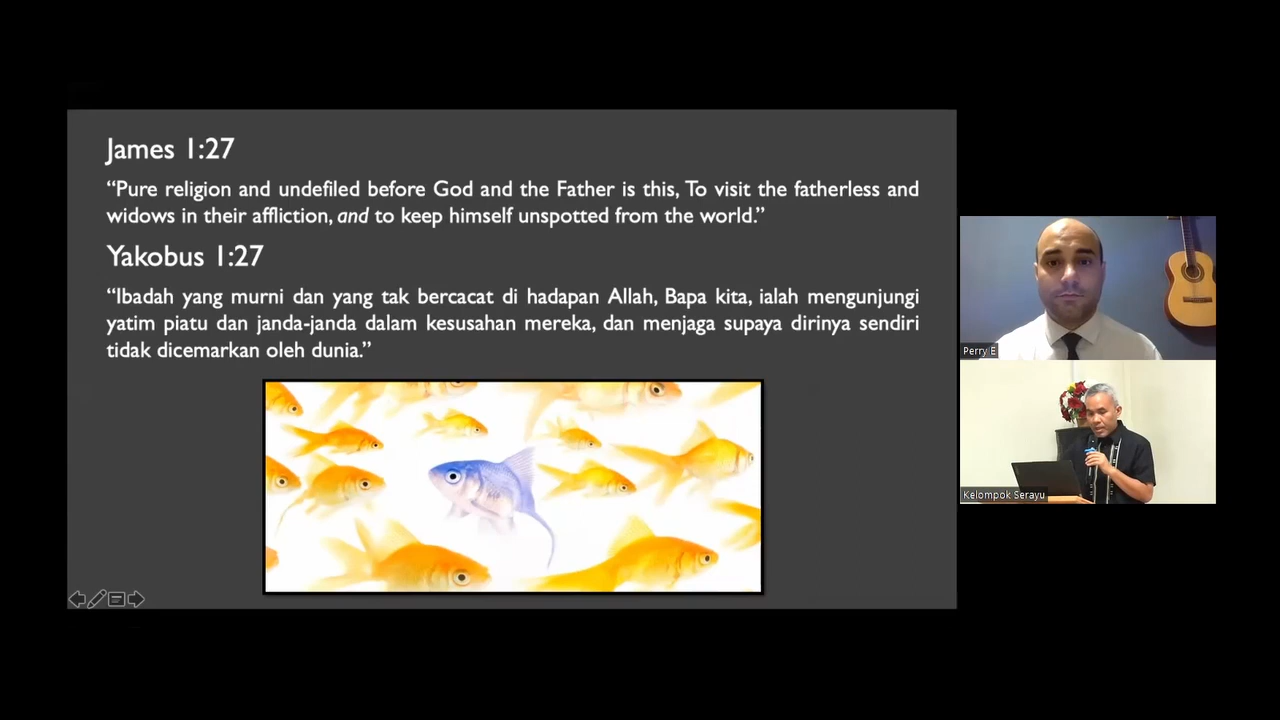 James 1:27
“Pure religion and undefiled before God and the Father is this, To visit the fatherless and
widows in their affliction, and to keep himself unspotted from the world.”
Yakobus 1:27
“Ibadah yang murni dan yang tak bercacat di hadapan Allah, Bapa kita, ialah mengunjungi
yatim piatu dan janda-janda dalam kesusahan mereka, dan menjaga supaya dirinya sendiri
tidak dicemarkan oleh dunia.”
Perry E
Kelompok Serayu